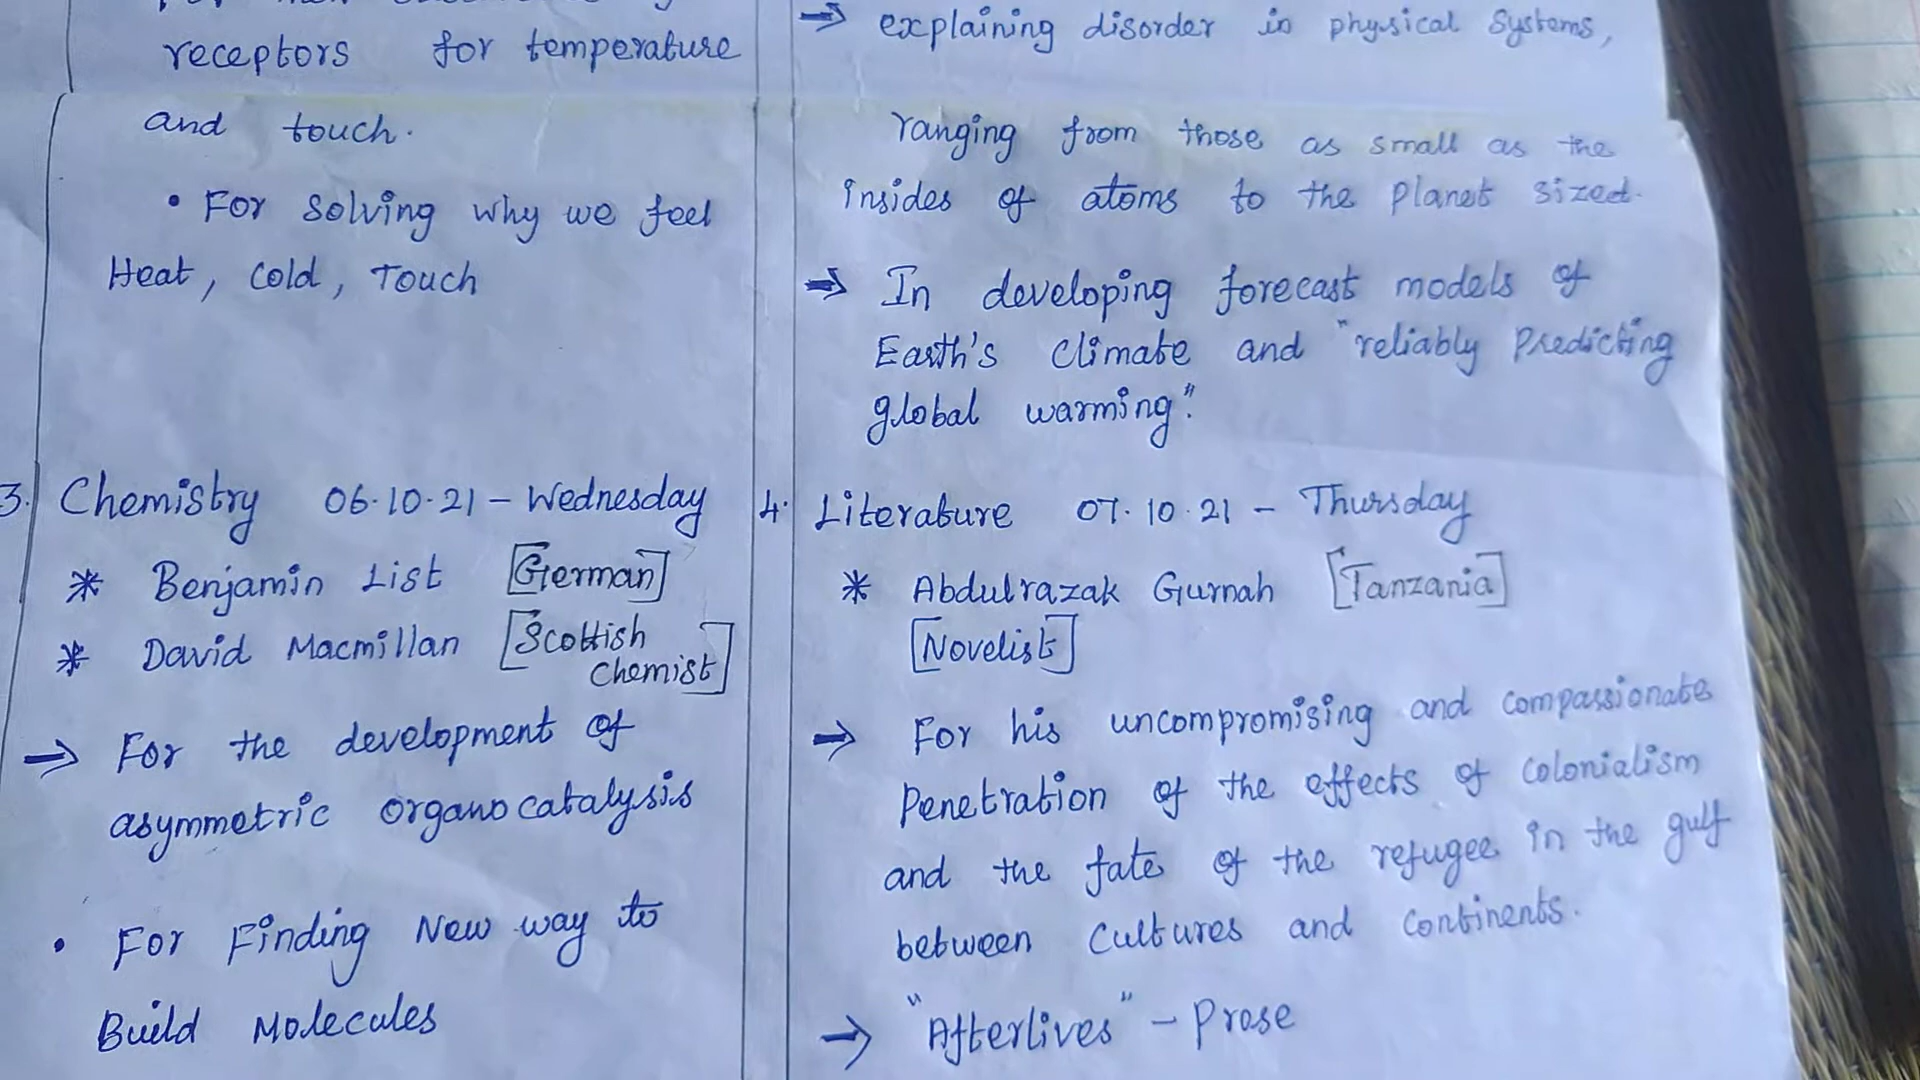 receptors for temperature
and touch.
• For Solving why we feel
Heat, Cold, Touch
→ explaining disorder in physical Systems,
ranging from those as small as the
insides of atoms to the Planet sized.
→ In developing forecast models of
Earth's Climate and "reliably Predicting
global warming".
3. Chemistry 06.10.21 - Wednesday
* Benjamin List [German]
* David Macmillan [Scottish
Chemist]
→ For the development of
asymmetric organocatalysis
• For Finding New way to
Build Molecules
4. Literature 07.10.21 - Thursday
* Abdulrazak Gurnah [Tanzania]
[Novelist]
→ For his uncompromising and compassionate
Penetration of the effects of colonialism
and the fate of the refugee in the gulf
between Cultures and Continents.
→ "Afterlives" - Prose